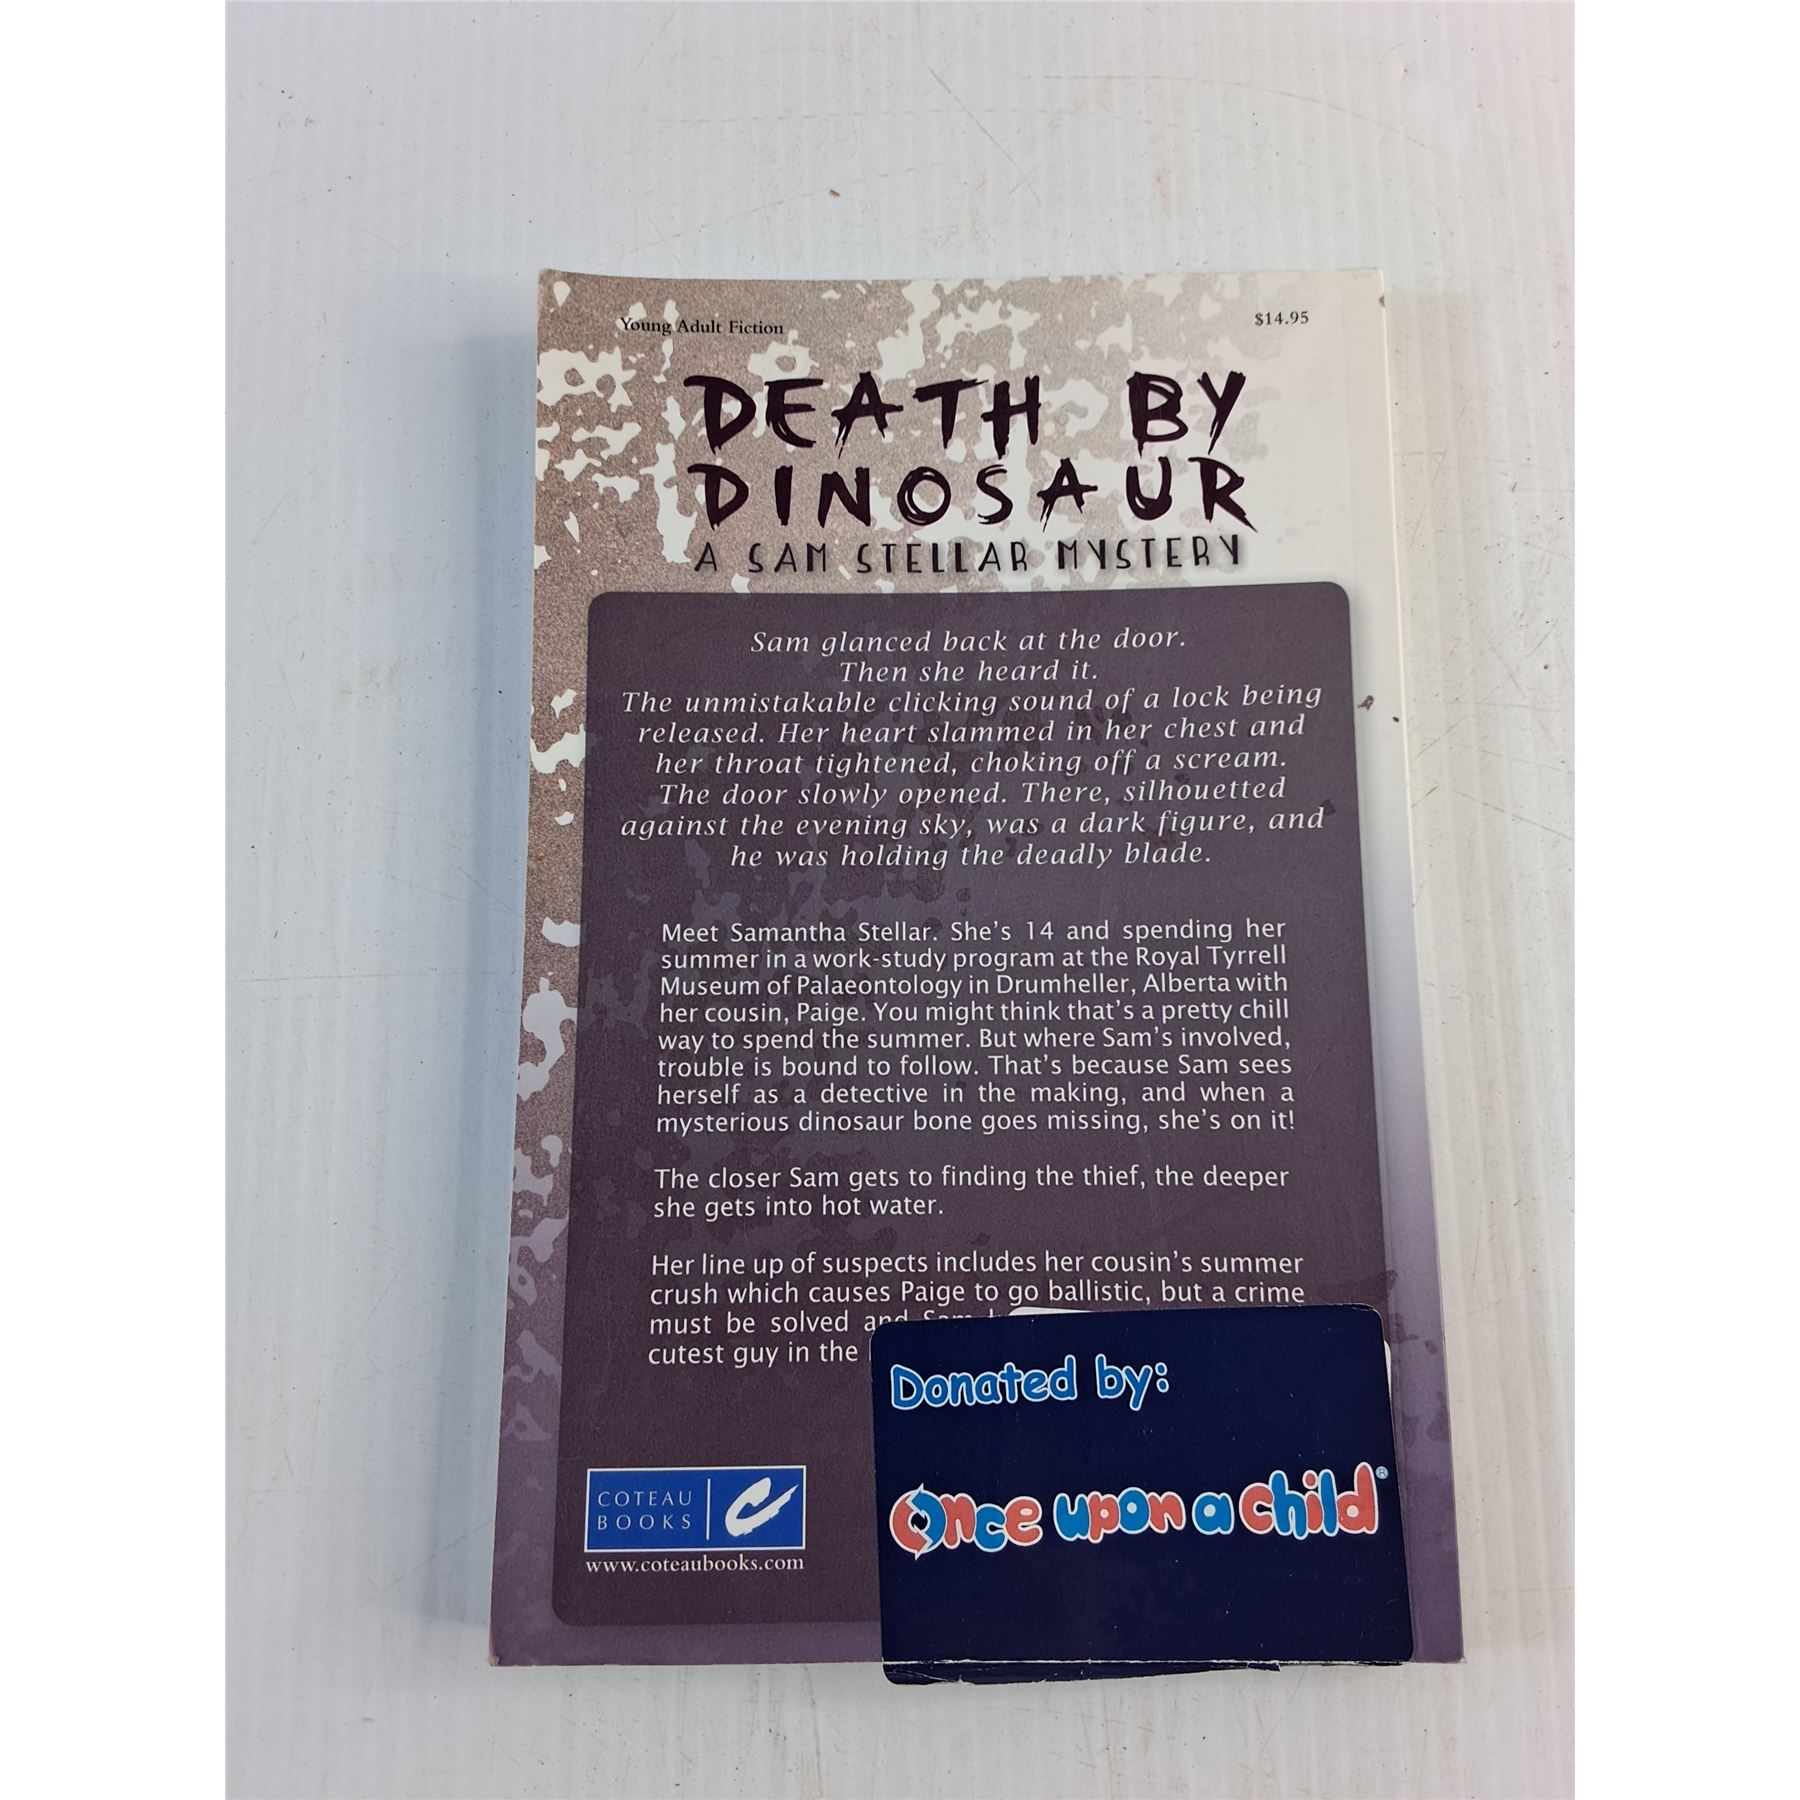 Young Adult Fiction
$14.95
DEATH BY
DINOSAUR
A SAM STELLAR MYSTERY
Sam glanced back at the door.
Then she heard it.
The unmistakable clicking sound of a lock being
released. Her heart slammed in her chest and
her throat tightened, choking off a scream.
The door slowly opened. There, silhouetted
against the evening sky, was a dark figure, and
he was holding the deadly blade.
Meet Samantha Stellar. She's 14 and spending her
summer in a work-study program at the Royal Tyrrell
Museum of Palaeontology in Drumheller, Alberta with
her cousin, Paige. You might think that's a pretty chill
way to spend the summer. But where Sam's involved,
trouble is bound to follow. That's because Sam sees
herself as a detective in the making, and when a
mysterious dinosaur bone goes missing, she's on it!
The closer Sam gets to finding the thief, the deeper
she gets into hot water.
Her line up of suspects includes her cousin's summer
crush which causes Paige to go ballistic, but a crime
must be solved and Sam
cutest guy in the
Donated by:
Once upon a child®
COTEAU
BOOKS
www.coteaubooks.com